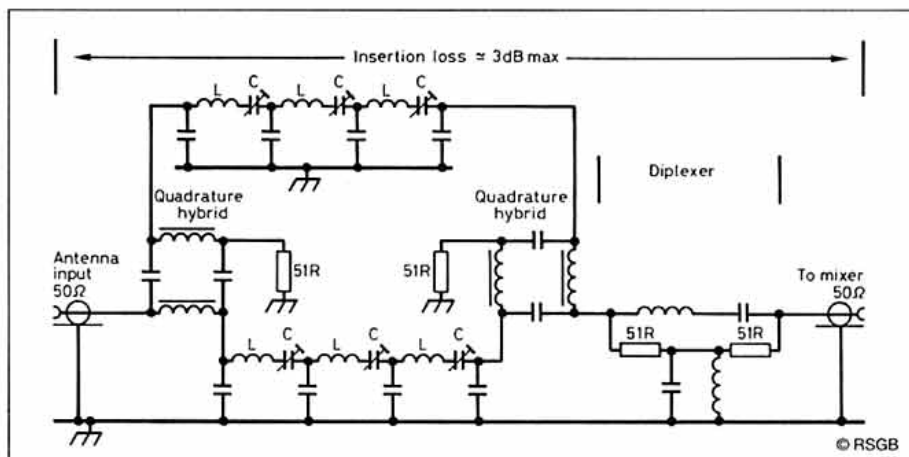 Insertion loss ≃ 3dB max
L C L C L C
Diplexer
Quadrature
hybrid
Quadrature
hybrid
Antenna
input
50Ω
51R
51R
To mixer
50Ω
L C L C L C
51R
51R
© RSGB